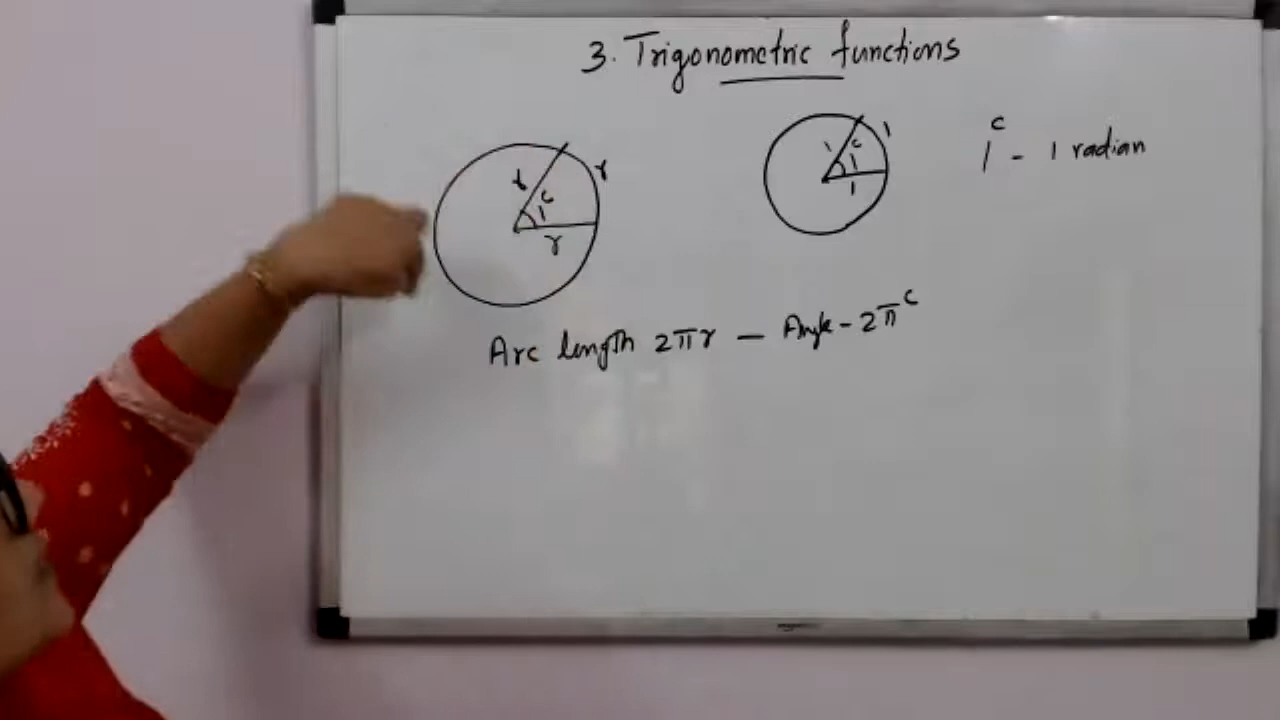 3. Trigonometric functions
r
r
1ᶜ
r
1
1
1ᶜ
1
1ᶜ - 1 radian
Arc length 2πr — Angle - 2πᶜ